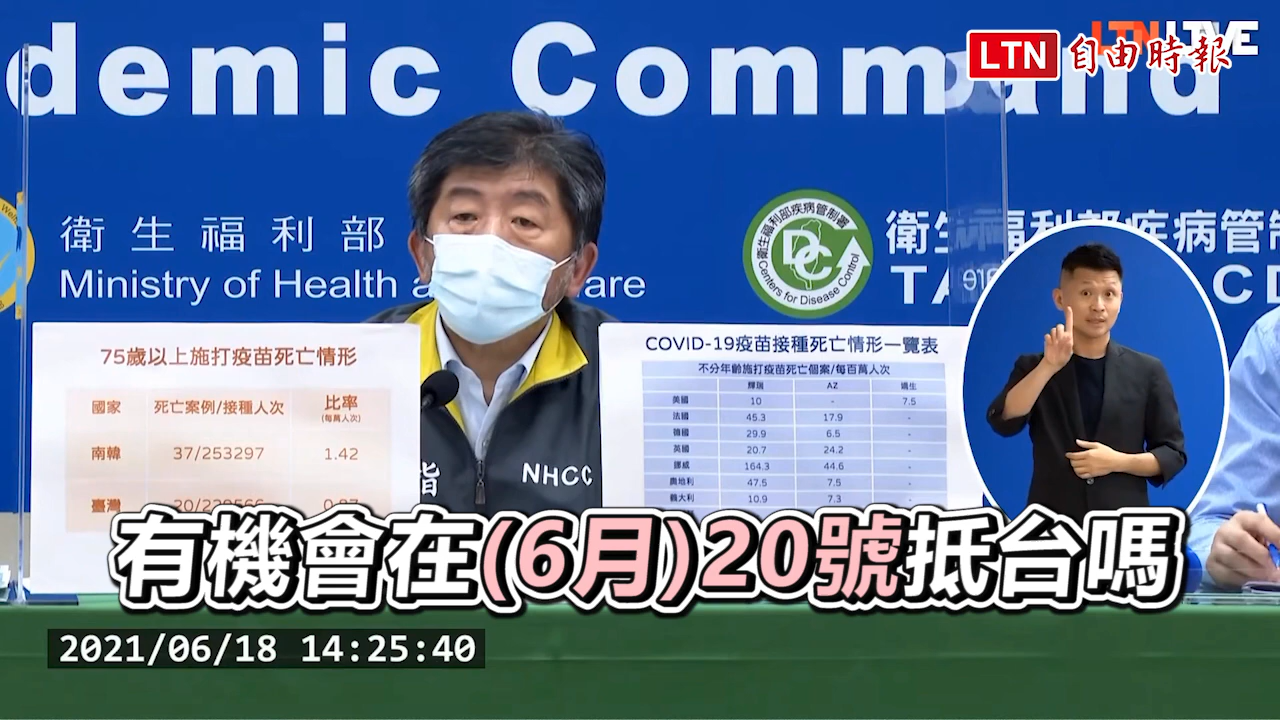 LTN LIVE
LTN 自由時報
demic Command
衛生福利部
Ministry of Health a
are
衛生福利部疾病管制署
Centers for Disease Control
CDC
衛生福利部疾病管制
TA
CD
75歲以上施打疫苗死亡情形
國家 死亡案例/接種人次 比率
(每萬人次)
南韓 37/253297 1.42
臺灣
COVID-19疫苗接種死亡情形一覽表
不分年齡施打疫苗死亡個案/每百萬人次
輝瑞 AZ 嬌生
美國 10 - 7.5
法國 45.3 17.9 -
德國 29.9 6.5 -
英國 20.7 24.2 -
挪威 164.3 44.6 -
奧地利 47.5 7.5 -
義大利 10.9 7.3 -
指
NHCC
有機會在(6月)20號抵台嗎
2021/06/18 14:25:40